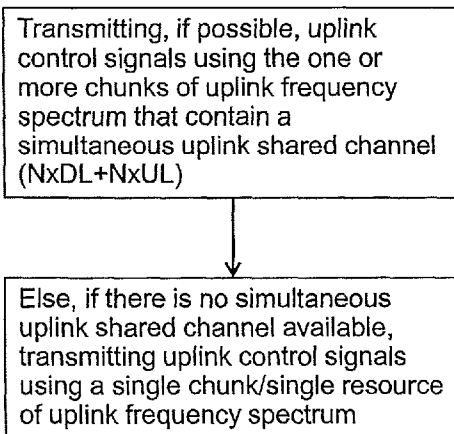 Transmitting, if possible, uplink
control signals using the one or
more chunks of uplink frequency
spectrum that contain a
simultaneous uplink shared channel
(NxDL+NxUL)
Else, if there is no simultaneous
uplink shared channel available,
transmitting uplink control signals
using a single chunk/single resource
of uplink frequency spectrum